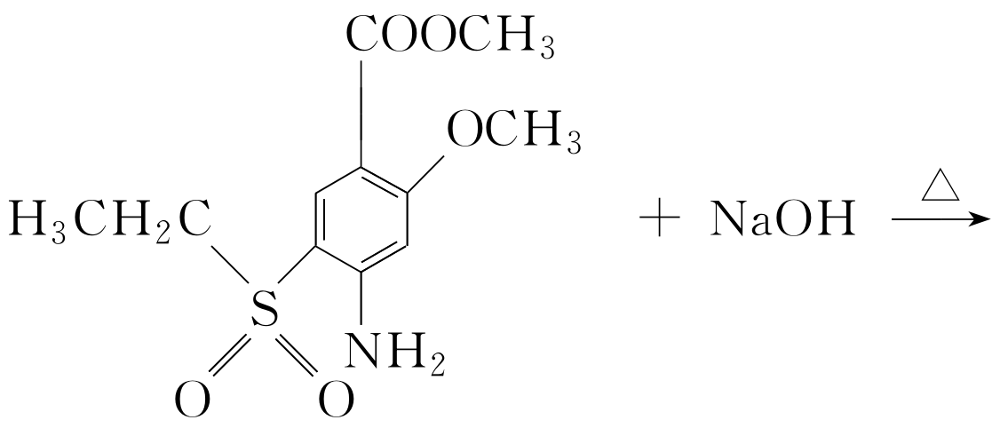 COOCH₃
OCH₃
H₃CH₂C
+ NaOH △
S
NH₂
O O